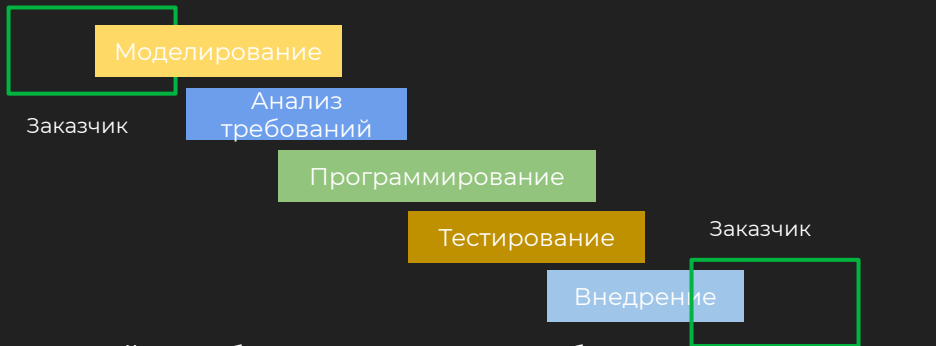 Моделирование
Анализ
требований
Заказчик
Программирование
Тестирование
Заказчик
Внедрение